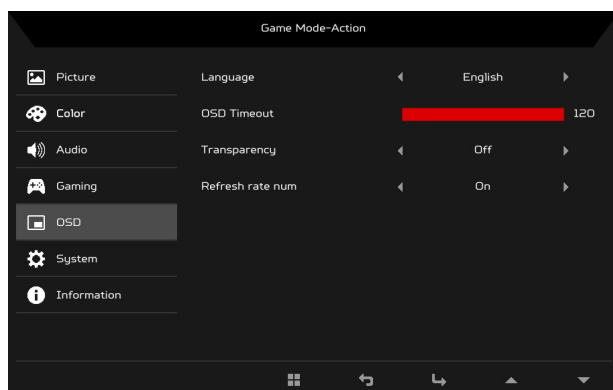 Game Mode-Action
Picture
Language English
Color
OSD Timeout 120
Audio
Transparency Off
Gaming
Refresh rate num On
OSD
System
Information